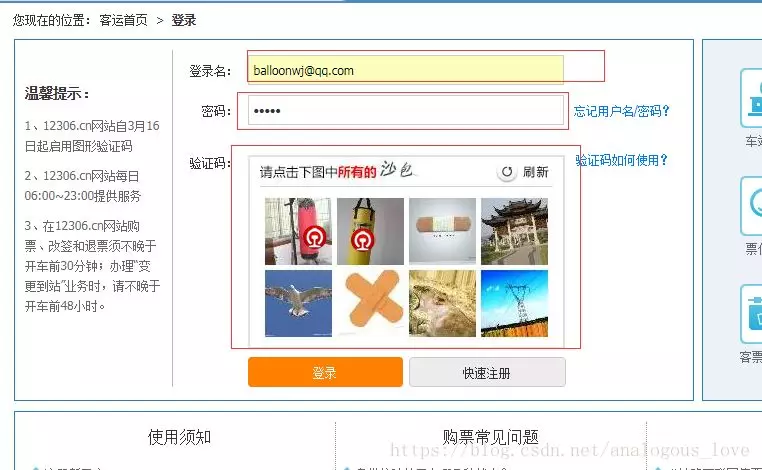 您现在的位置： 客运首页 > 登录
温馨提示：
1、12306.cn网站自3月16
日起启用图形验证码
2、12306.cn网站每日
06:00~23:00提供服务
3、在12306.cn网站购
票、改签和退票须不晚于
开车前30分钟；办理“变
更到站”业务时，请不晚于
开车前48小时。
登录名：
balloonwj@qq.com
密码：
•••••
忘记用户名/密码？
验证码：
请点击下图中所有的 沙包
刷新
验证码如何使用？
登录
快速注册
车站
客票
使用须知
购票常见问题
https://blog.csdn.net/analogous_love